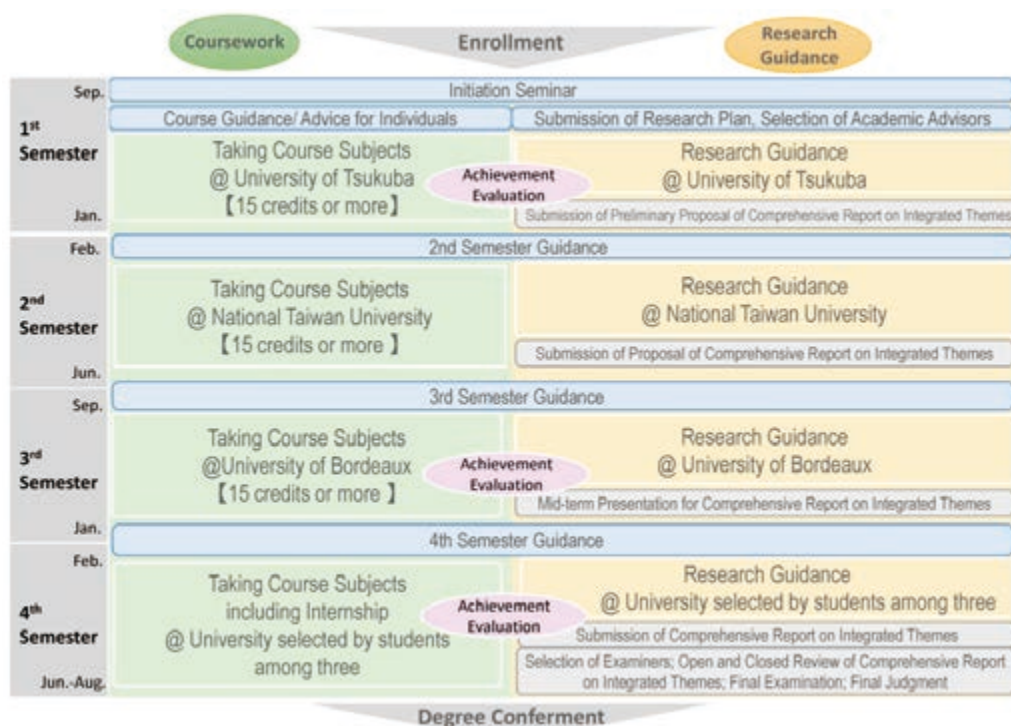 Coursework
Enrollment
Research
Guidance
Sep.
Initiation Seminar
Course Guidance/ Advice for Individuals
Submission of Research Plan, Selection of Academic Advisors
1st
Semester
Taking Course Subjects
@ University of Tsukuba
【15 credits or more】
Achievement
Evaluation
Research Guidance
@ University of Tsukuba
Submission of Preliminary Proposal of Comprehensive Report on Integrated Themes
Jan.
Feb.
2nd Semester Guidance
2nd
Semester
Taking Course Subjects
@ National Taiwan University
【15 credits or more 】
Research Guidance
@ National Taiwan University
Submission of Proposal of Comprehensive Report on Integrated Themes
Jun.
Sep.
3rd Semester Guidance
3rd
Semester
Taking Course Subjects
@University of Bordeaux
【15 credits or more 】
Achievement
Evaluation
Research Guidance
@ University of Bordeaux
Mid-term Presentation for Comprehensive Report on Integrated Themes
Jan.
Feb.
4th Semester Guidance
4th
Semester
Taking Course Subjects
including Internship
@ University selected by students
among three
Achievement
Evaluation
Research Guidance
@ University selected by students among three
Submission of Comprehensive Report on Integrated Themes
Selection of Examiners; Open and Closed Review of Comprehensive Report
on Integrated Themes; Final Examination; Final Judgment
Jun.-Aug.
Degree Conferment